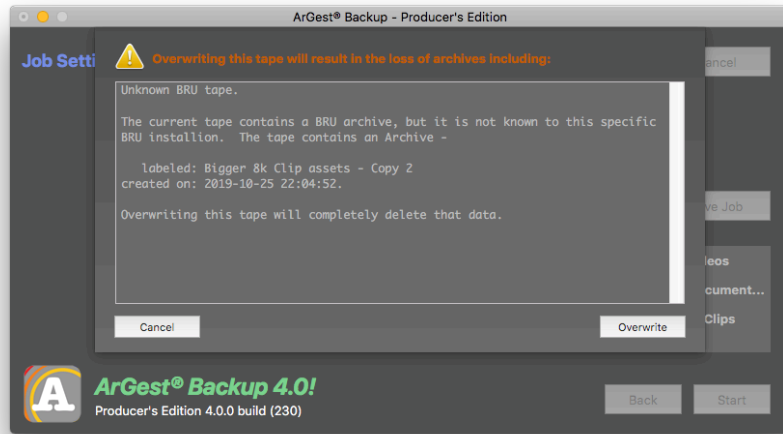 ArGest® Backup - Producer's Edition
Job Setti
Overwriting this tape will result in the loss of archives including:
ancel
Unknown BRU tape.
The current tape contains a BRU archive, but it is not known to this specific
BRU installion. The tape contains an Archive -
labeled: Bigger 8k Clip assets - Copy 2
created on: 2019-10-25 22:04:52.
Overwriting this tape will completely delete that data.
ve Job
leos
cument...
Clips
Cancel
Overwrite
A
ArGest® Backup 4.0!
Producer's Edition 4.0.0 build (230)
Back
Start